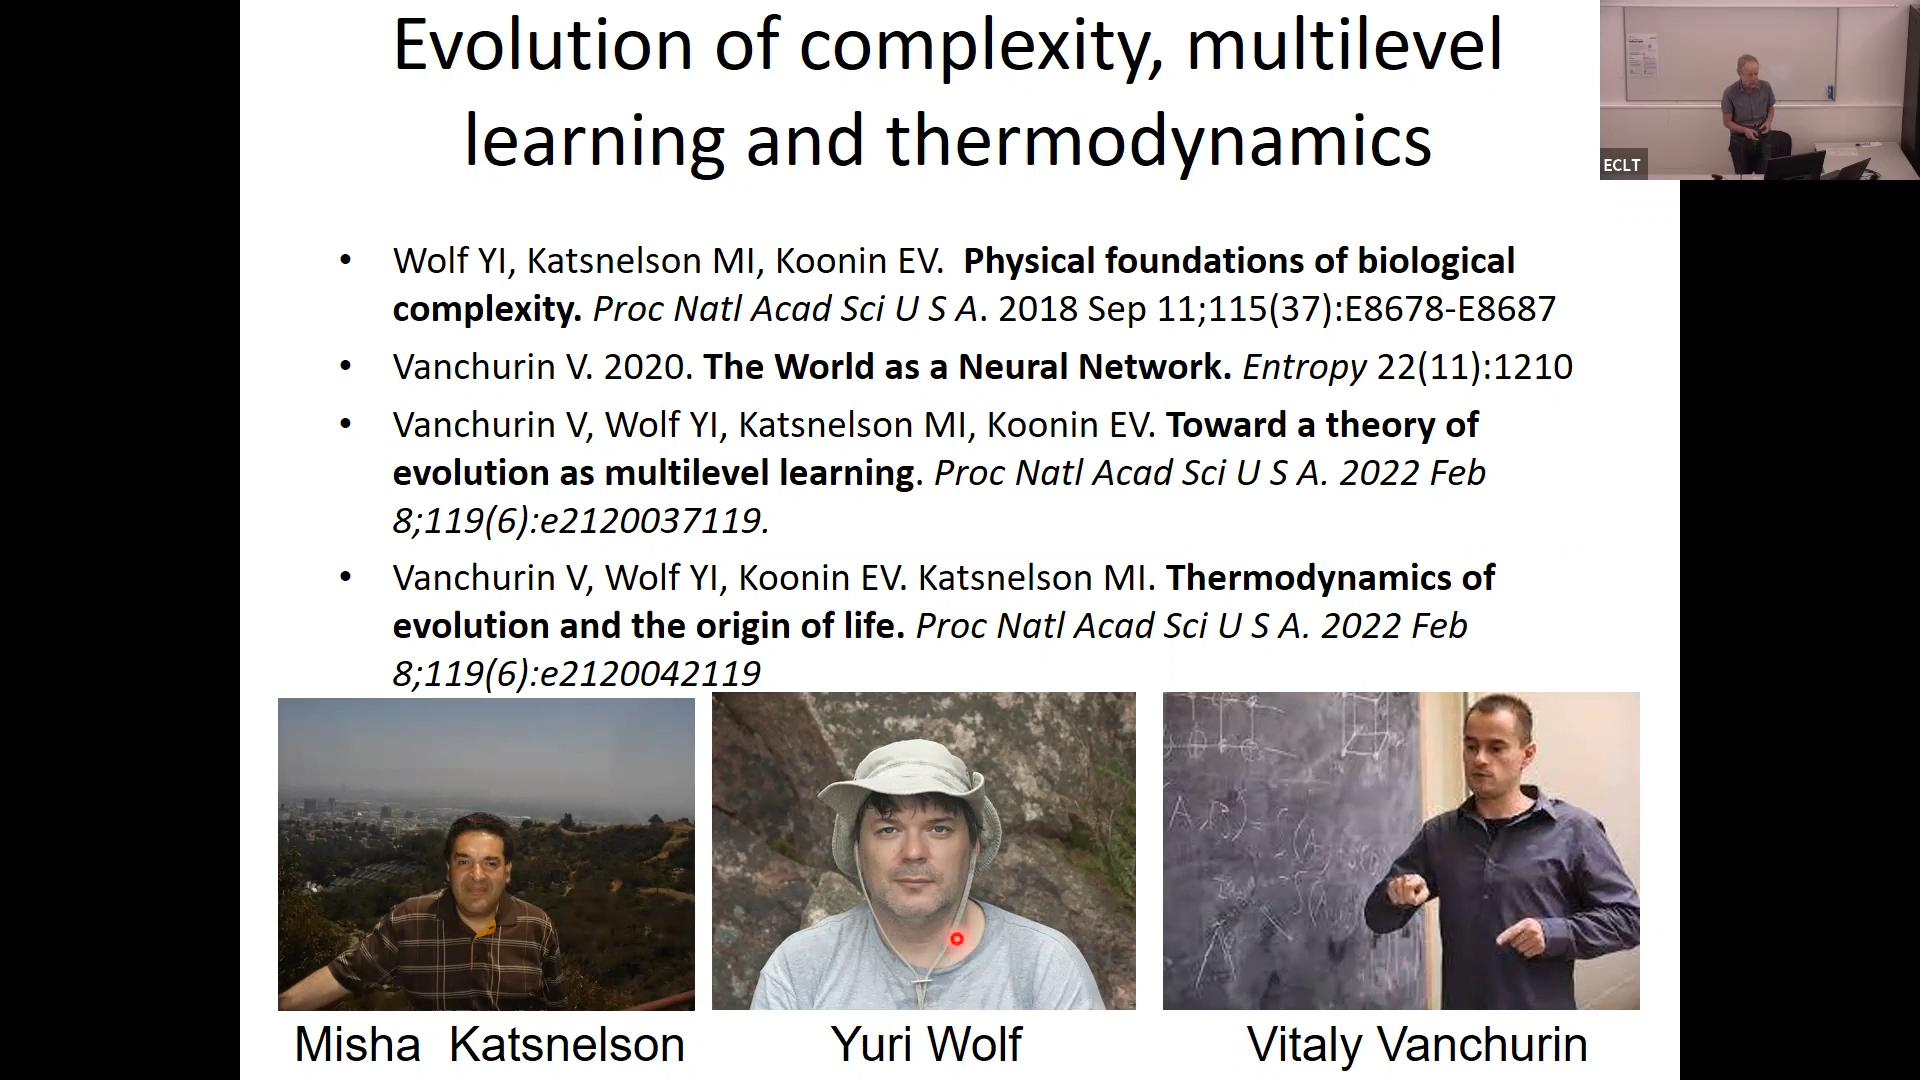 Evolution of complexity, multilevel
learning and thermodynamics
ECLT
• Wolf YI, Katsnelson MI, Koonin EV. Physical foundations of biological
complexity. Proc Natl Acad Sci U S A. 2018 Sep 11;115(37):E8678-E8687
• Vanchurin V. 2020. The World as a Neural Network. Entropy 22(11):1210
• Vanchurin V, Wolf YI, Katsnelson MI, Koonin EV. Toward a theory of
evolution as multilevel learning. Proc Natl Acad Sci U S A. 2022 Feb
8;119(6):e2120037119.
• Vanchurin V, Wolf YI, Koonin EV. Katsnelson MI. Thermodynamics of
evolution and the origin of life. Proc Natl Acad Sci U S A. 2022 Feb
8;119(6):e2120042119
Misha Katsnelson
Yuri Wolf
Vitaly Vanchurin